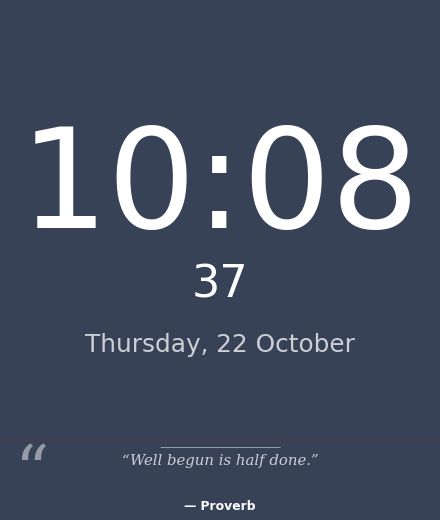 10:08
37
Thursday, 22 October
“
“Well begun is half done.”
— Proverb